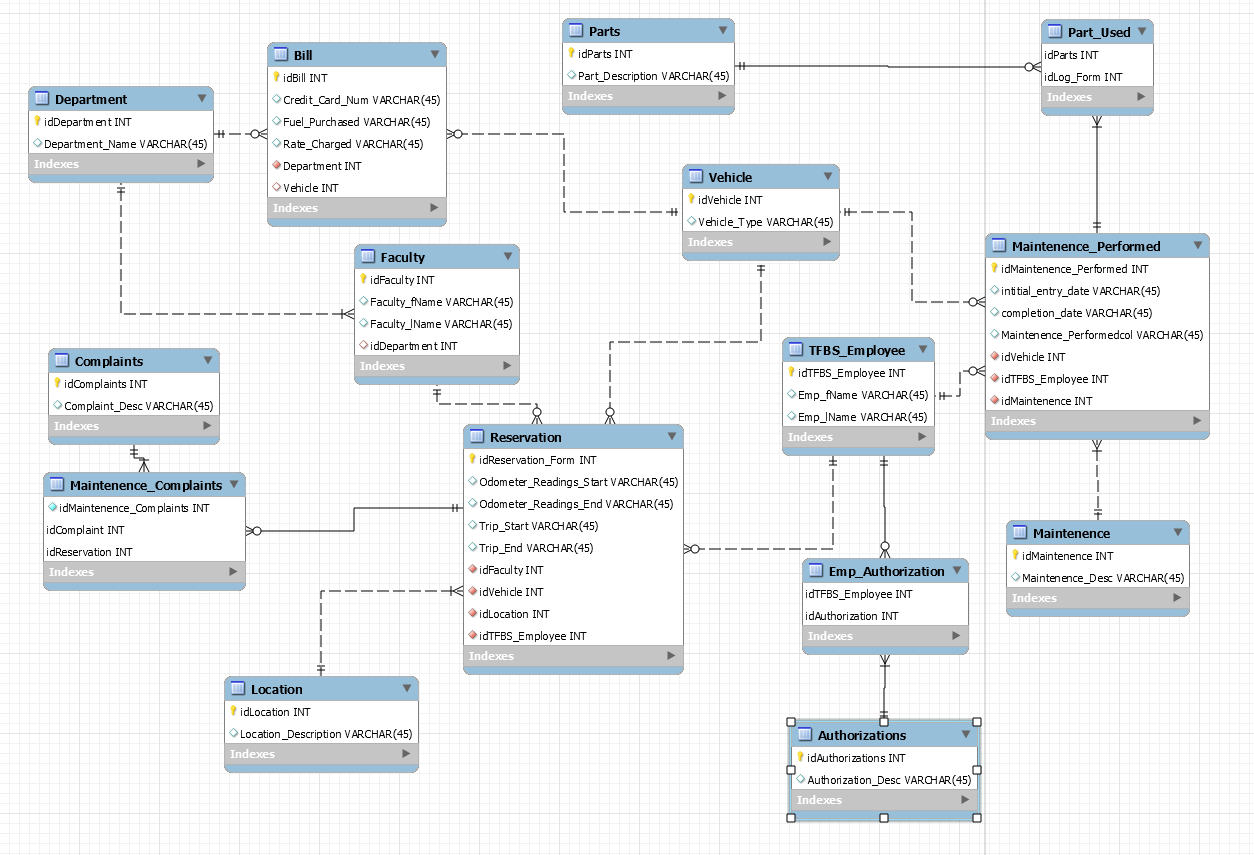 Parts
idParts INT
Part_Description VARCHAR(45)
Indexes
Part_Used
idParts INT
idLog_Form INT
Indexes
Bill
idBill INT
Credit_Card_Num VARCHAR(45)
Fuel_Purchased VARCHAR(45)
Rate_Charged VARCHAR(45)
Department INT
Vehicle INT
Indexes
Department
idDepartment INT
Department_Name VARCHAR(45)
Indexes
Vehicle
idVehicle INT
Vehicle_Type VARCHAR(45)
Indexes
Faculty
idFaculty INT
Faculty_fName VARCHAR(45)
Faculty_lName VARCHAR(45)
idDepartment INT
Indexes
Maintenence_Performed
idMaintenence_Performed INT
intitial_entry_date VARCHAR(45)
completion_date VARCHAR(45)
Maintenence_Performedcol VARCHAR(45)
idVehicle INT
idTFBS_Employee INT
idMaintenence INT
Indexes
Complaints
idComplaints INT
Complaint_Desc VARCHAR(45)
Indexes
TFBS_Employee
idTFBS_Employee INT
Emp_fName VARCHAR(45)
Emp_lName VARCHAR(45)
Indexes
Reservation
idReservation_Form INT
Odometer_Readings_Start VARCHAR(45)
Odometer_Readings_End VARCHAR(45)
Trip_Start VARCHAR(45)
Trip_End VARCHAR(45)
idFaculty INT
idVehicle INT
idLocation INT
idTFBS_Employee INT
Indexes
Maintenence_Complaints
idMaintenence_Complaints INT
idComplaint INT
idReservation INT
Indexes
Maintenence
idMaintenence INT
Maintenence_Desc VARCHAR(45)
Indexes
Emp_Authorization
idTFBS_Employee INT
idAuthorization INT
Indexes
Location
idLocation INT
Location_Description VARCHAR(45)
Indexes
Authorizations
idAuthorizations INT
Authorization_Desc VARCHAR(45)
Indexes